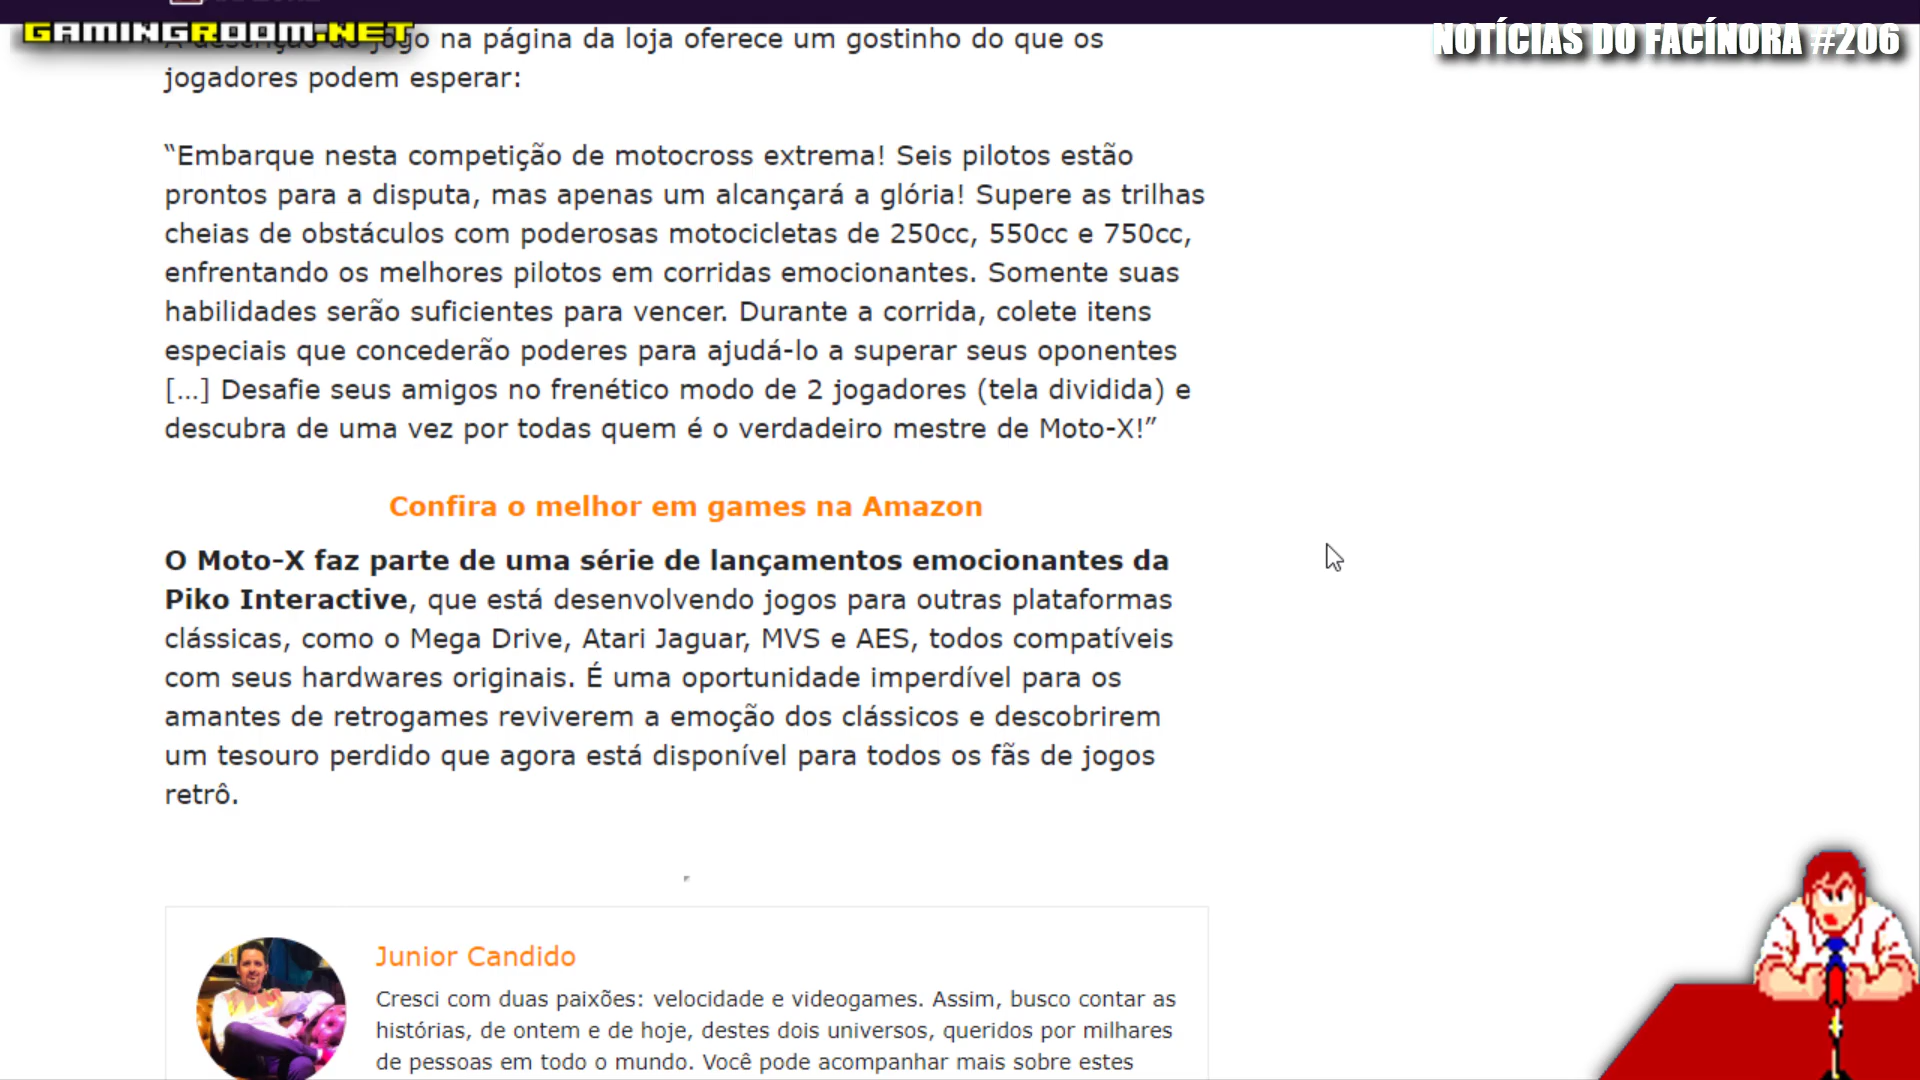 GAMINGROOM.NET
NOTÍCIAS DO FACÍNORA #206
A descrição do jogo na página da loja oferece um gostinho do que os
jogadores podem esperar:
“Embarque nesta competição de motocross extrema! Seis pilotos estão
prontos para a disputa, mas apenas um alcançará a glória! Supere as trilhas
cheias de obstáculos com poderosas motocicletas de 250cc, 550cc e 750cc,
enfrentando os melhores pilotos em corridas emocionantes. Somente suas
habilidades serão suficientes para vencer. Durante a corrida, colete itens
especiais que concederão poderes para ajudá-lo a superar seus oponentes
[…] Desafie seus amigos no frenético modo de 2 jogadores (tela dividida) e
descubra de uma vez por todas quem é o verdadeiro mestre de Moto-X!”
Confira o melhor em games na Amazon
O Moto-X faz parte de uma série de lançamentos emocionantes da
Piko Interactive, que está desenvolvendo jogos para outras plataformas
clássicas, como o Mega Drive, Atari Jaguar, MVS e AES, todos compatíveis
com seus hardwares originais. É uma oportunidade imperdível para os
amantes de retrogames reviverem a emoção dos clássicos e descobrirem
um tesouro perdido que agora está disponível para todos os fãs de jogos
retrô.
Junior Candido
Cresci com duas paixões: velocidade e videogames. Assim, busco contar as
histórias, de ontem e de hoje, destes dois universos, queridos por milhares
de pessoas em todo o mundo. Você pode acompanhar mais sobre estes